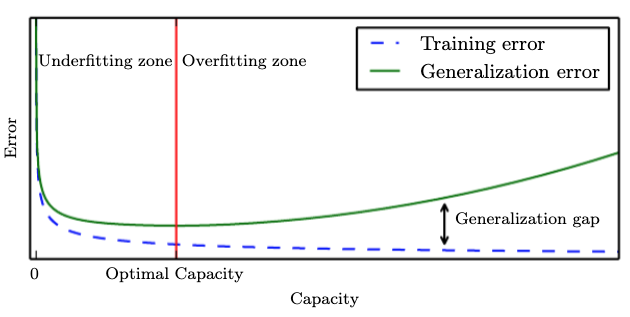 Training error
Generalization error
Underfitting zone
Overfitting zone
Error
Generalization gap
0
Optimal Capacity
Capacity